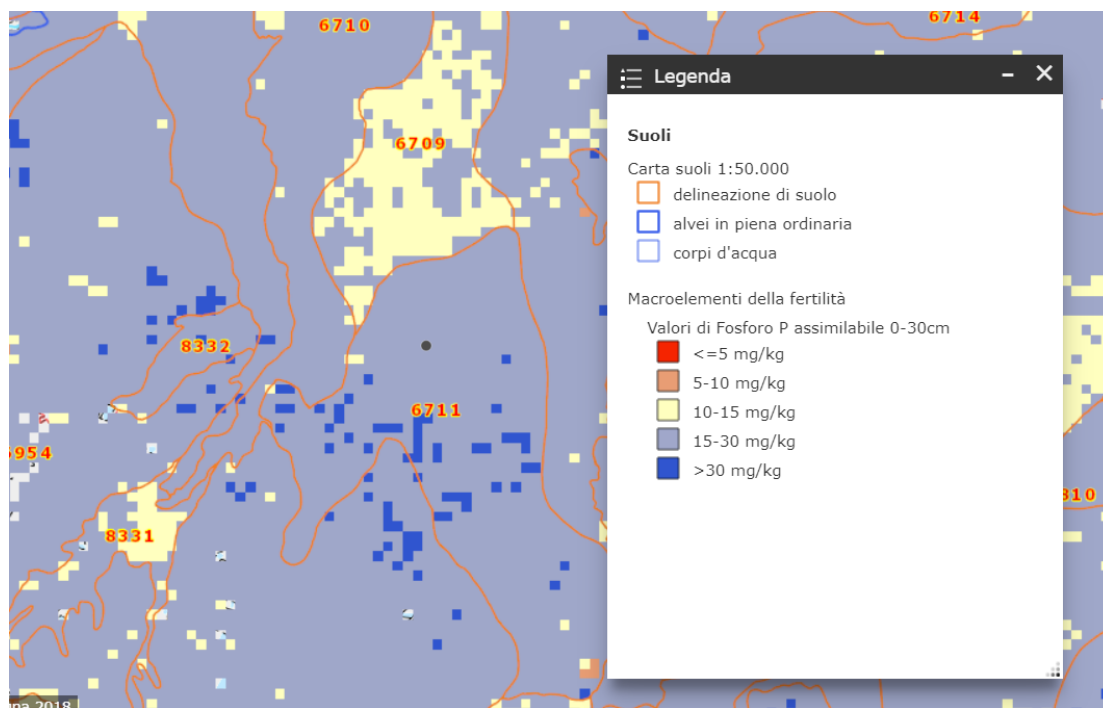 6710
6714
6709
8332
6711
8331
Legenda
Suoli
Carta suoli 1:50.000
delineazione di suolo
alvei in piena ordinaria
corpi d'acqua
Macroelementi della fertilità
Valori di Fosforo P assimilabile 0-30cm
<=5 mg/kg
5-10 mg/kg
10-15 mg/kg
15-30 mg/kg
>30 mg/kg
2018